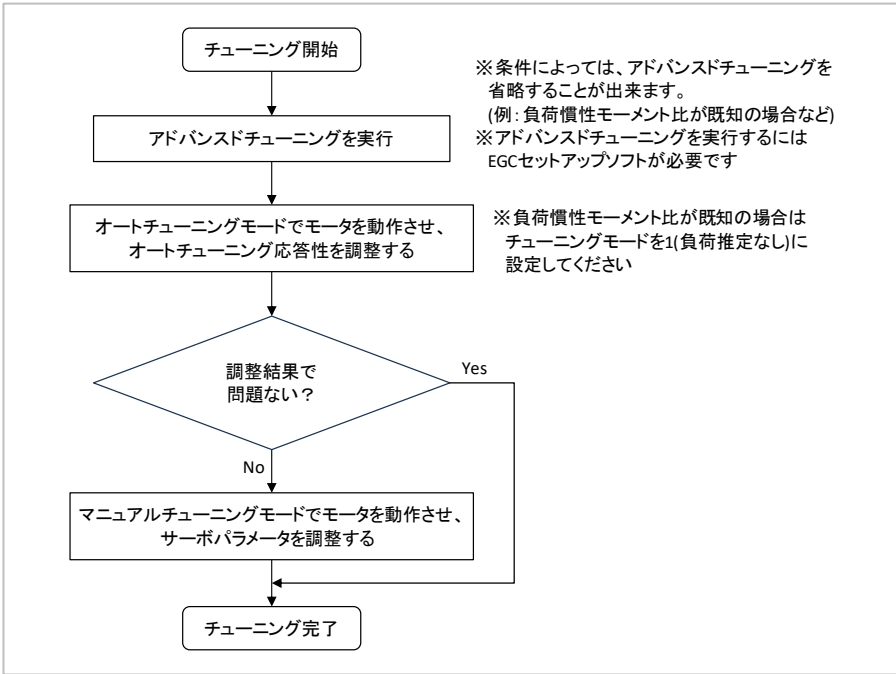 チューニング開始
※条件によっては、アドバンスドチューニングを
省略することが出来ます。
(例：負荷慣性モーメント比が既知の場合など)
※アドバンスドチューニングを実行するには
EGCセットアップソフトが必要です
アドバンスドチューニングを実行
オートチューニングモードでモータを動作させ、
オートチューニング応答性を調整する
※負荷慣性モーメント比が既知の場合は
チューニングモードを1(負荷推定なし)に
設定してください
調整結果で
問題ない？
Yes
No
マニュアルチューニングモードでモータを動作させ、
サーボパラメータを調整する
チューニング完了